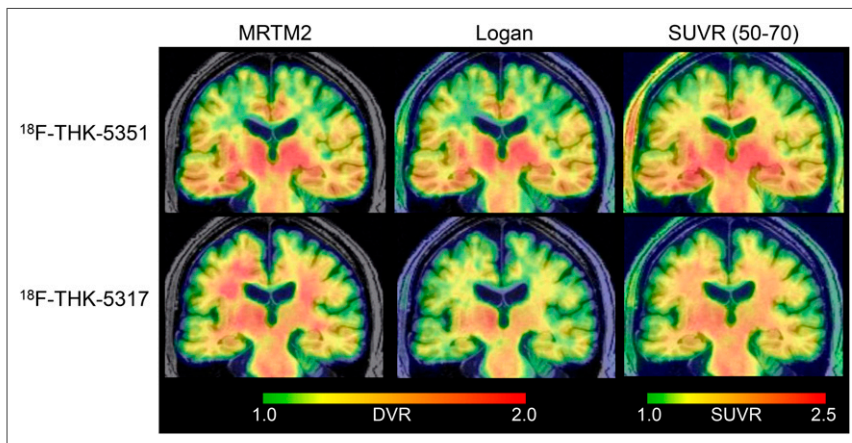 MRTM2 Logan SUVR (50-70)
¹⁸F-THK-5351
¹⁸F-THK-5317
1.0 DVR 2.0 1.0 SUVR 2.5